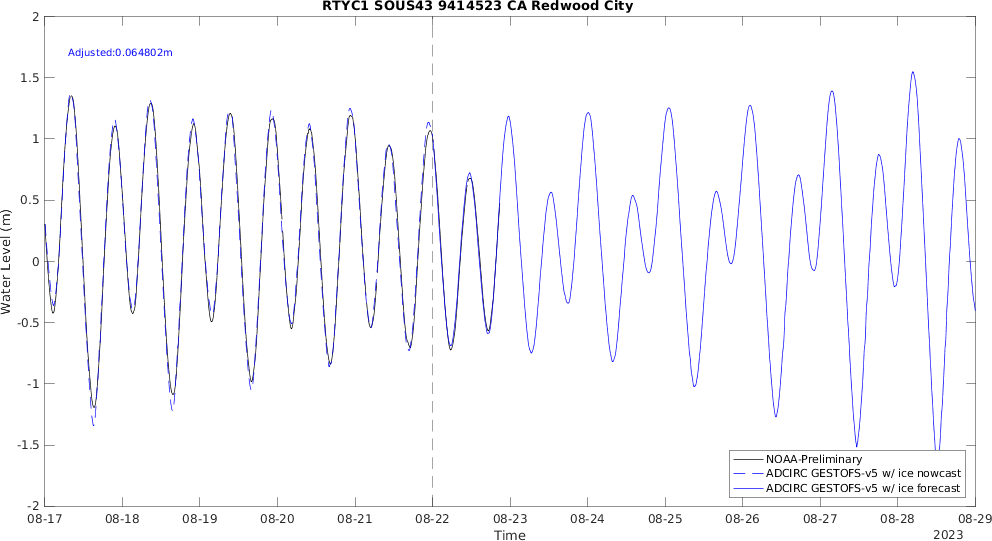 RTYC1 SOUS43 9414523 CA Redwood City
Adjusted:0.064802m
Water Level (m)
2
1.5
1
0.5
0
-0.5
-1
-1.5
-2
NOAA-Preliminary
ADCIRC GESTOFS-v5 w/ ice nowcast
ADCIRC GESTOFS-v5 w/ ice forecast
08-17 08-18 08-19 08-20 08-21 08-22 08-23 08-24 08-25 08-26 08-27 08-28 08-29
Time
2023